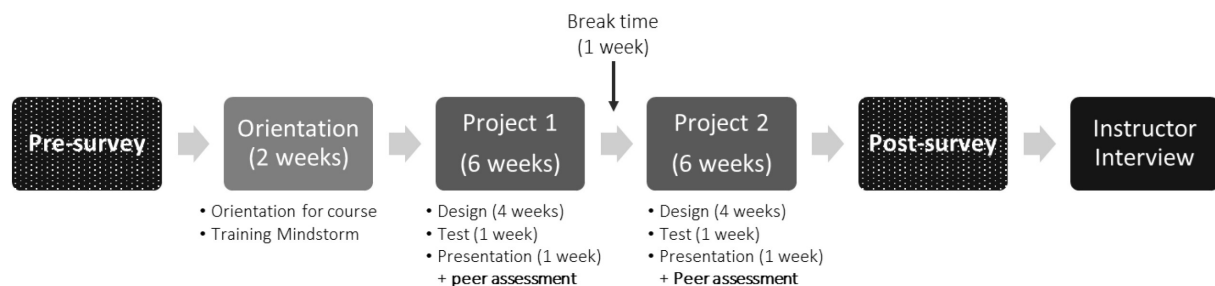 Break time
(1 week)
Pre-survey
Orientation
(2 weeks)
Project 1
(6 weeks)
Project 2
(6 weeks)
Post-survey
Instructor
Interview
• Orientation for course
• Training Mindstorm
• Design (4 weeks)
• Test (1 week)
• Presentation (1 week)
+ peer assessment
• Design (4 weeks)
• Test (1 week)
• Presentation (1 week)
+ Peer assessment